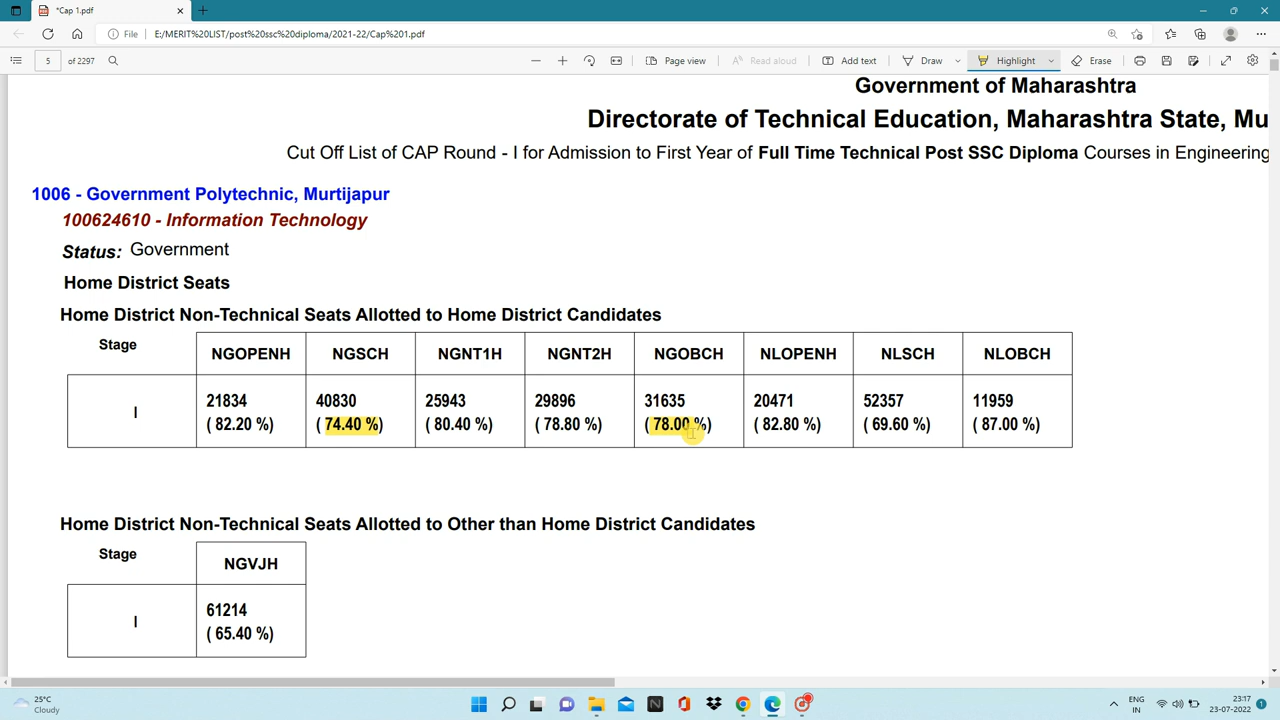 *Cap 1.pdf
File E:/MERIT%20LIST/post%20ssc%20diploma/2021-22/Cap%201.pdf
5 of 2297 Page view Read aloud Add text Draw Highlight Erase
Government of Maharashtra
Directorate of Technical Education, Maharashtra State, Mu
Cut Off List of CAP Round - I for Admission to First Year of Full Time Technical Post SSC Diploma Courses in Engineering
1006 - Government Polytechnic, Murtijapur
100624610 - Information Technology
Status: Government
Home District Seats
Home District Non-Technical Seats Allotted to Home District Candidates
Stage NGOPENH NGSCH NGNT1H NGNT2H NGOBCH NLOPENH NLSCH NLOBCH
I 21834 40830 25943 29896 31635 20471 52357 11959
( 82.20 %) ( 74.40 %) ( 80.40 %) ( 78.80 %) ( 78.00 %) ( 82.80 %) ( 69.60 %) ( 87.00 %)
Home District Non-Technical Seats Allotted to Other than Home District Candidates
Stage NGVJH
I 61214
( 65.40 %)
25°C
Cloudy
ENG
IN
23:17
23-07-2022
1